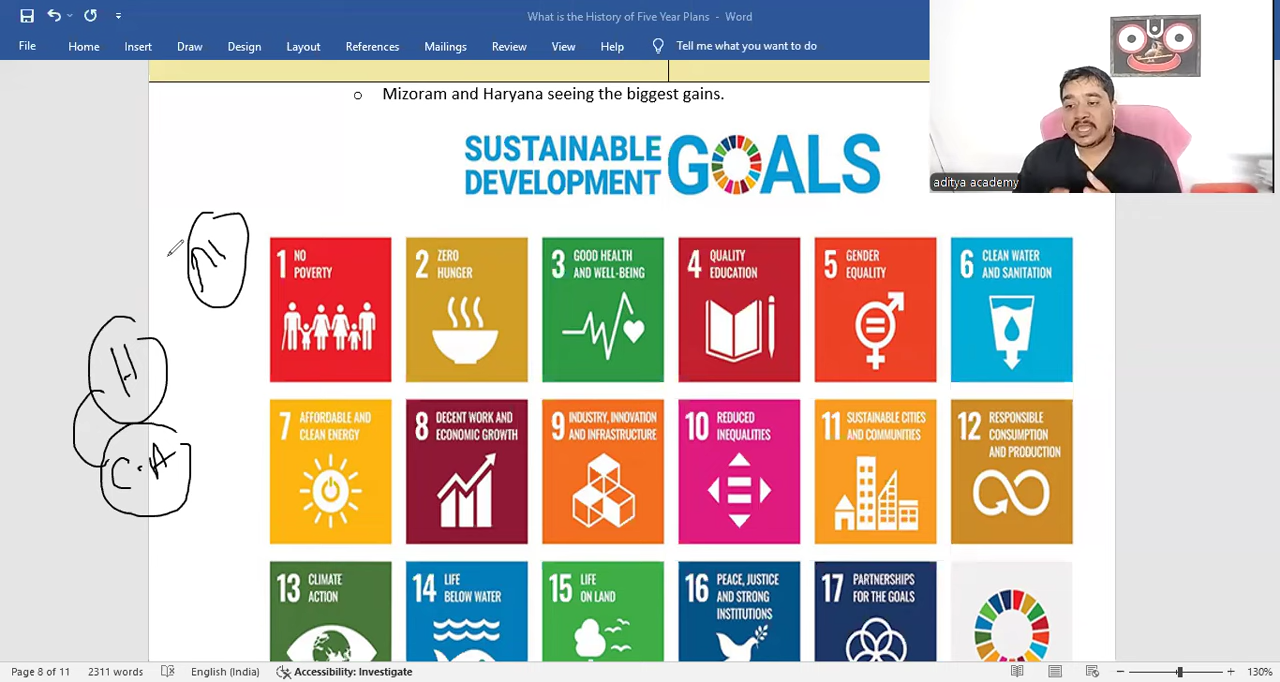 What is the History of Five Year Plans - Word
File Home Insert Draw Design Layout References Mailings Review View Help Tell me what you want to do
Mizoram and Haryana seeing the biggest gains.
aditya academy
SUSTAINABLE
DEVELOPMENT
GOALS
1 NO
POVERTY
2 ZERO
HUNGER
3 GOOD HEALTH
AND WELL-BEING
4 QUALITY
EDUCATION
5 GENDER
EQUALITY
6 CLEAN WATER
AND SANITATION
7 AFFORDABLE AND
CLEAN ENERGY
8 DECENT WORK AND
ECONOMIC GROWTH
9 INDUSTRY, INNOVATION
AND INFRASTRUCTURE
10 REDUCED
INEQUALITIES
11 SUSTAINABLE CITIES
AND COMMUNITIES
12 RESPONSIBLE
CONSUMPTION
AND PRODUCTION
C.A
13 CLIMATE
ACTION
14 LIFE
BELOW WATER
15 LIFE
ON LAND
16 PEACE, JUSTICE
AND STRONG
INSTITUTIONS
17 PARTNERSHIPS
FOR THE GOALS
Page 8 of 11 2311 words English (India) Accessibility: Investigate 130%